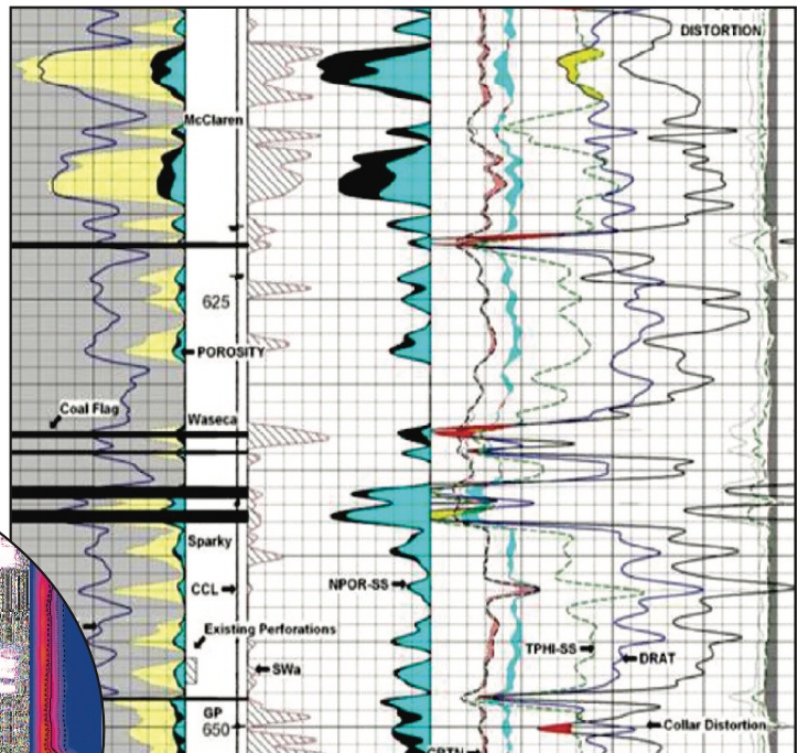 DISTORTION
McClaren
625
POROSITY
Coal Flag
Waseca
Sparky
CCL
NPOR-SS
Existing Perforations
TPHI-SS
DRAT
SWa
GP
650
Collar Distortion